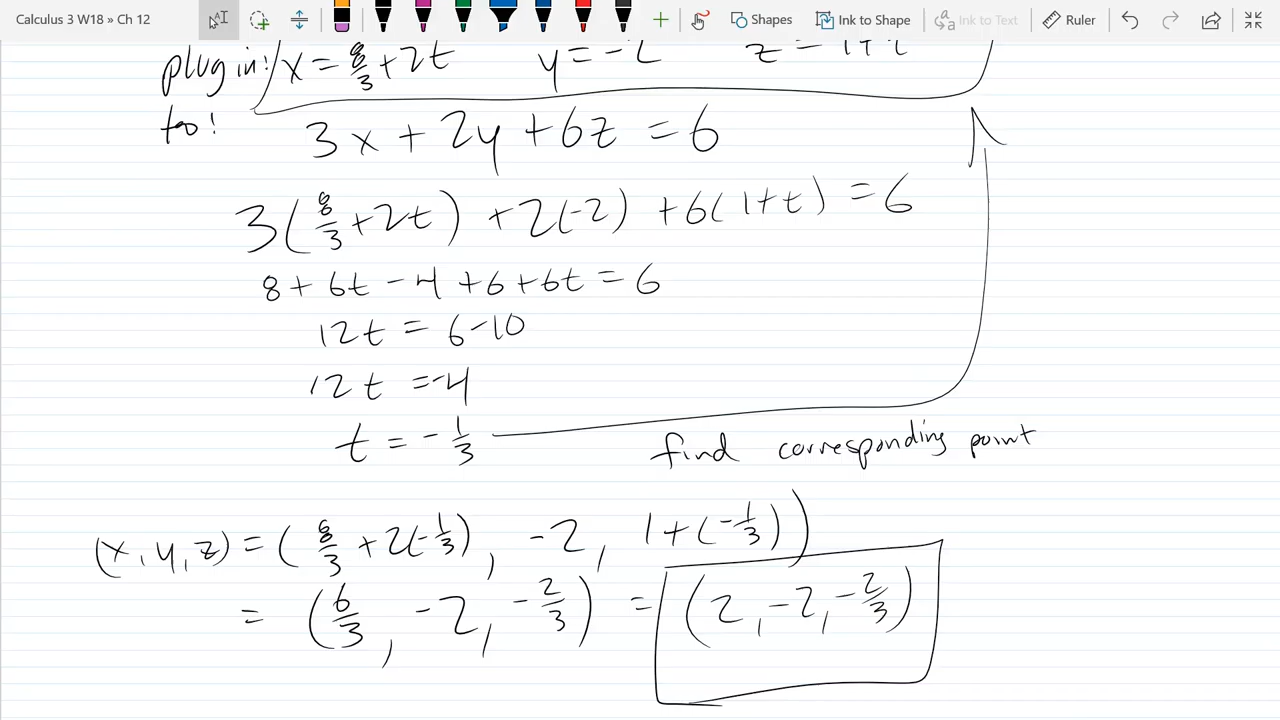 Calculus 3 W18 » Ch 12
Shapes Ink to Shape Ink to Text Ruler
plug in! x = 8/3 + 2t y = -2 z = 1+t
to!
3x + 2y + 6z = 6
3(8/3 + 2t) + 2(-2) + 6(1+t) = 6
8 + 6t - 4 + 6 + 6t = 6
12t = 6-10
12t = -4
t = -1/3
find corresponding point
(x, y, z) = (8/3 + 2(-1/3), -2, 1+(-1/3))
= (6/3, -2, -2/3) = (2, -2, -2/3)